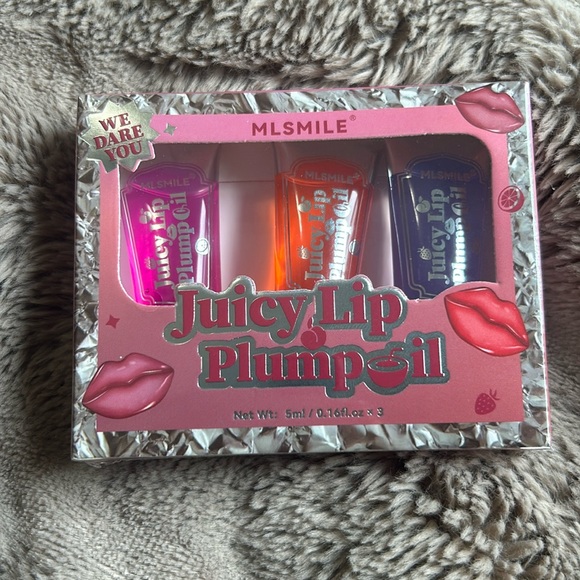 WE
DARE
YOU
MLSMILE®
MLSMILE®
Juicy Lip
Plump Oil
MLSMILE®
Juicy Lip
Plump Oil
MLSMILE®
Juicy Lip
Plump Oil
Juicy Lip
Plump Oil
Net Wt: 5ml / 0.16fl.oz × 3